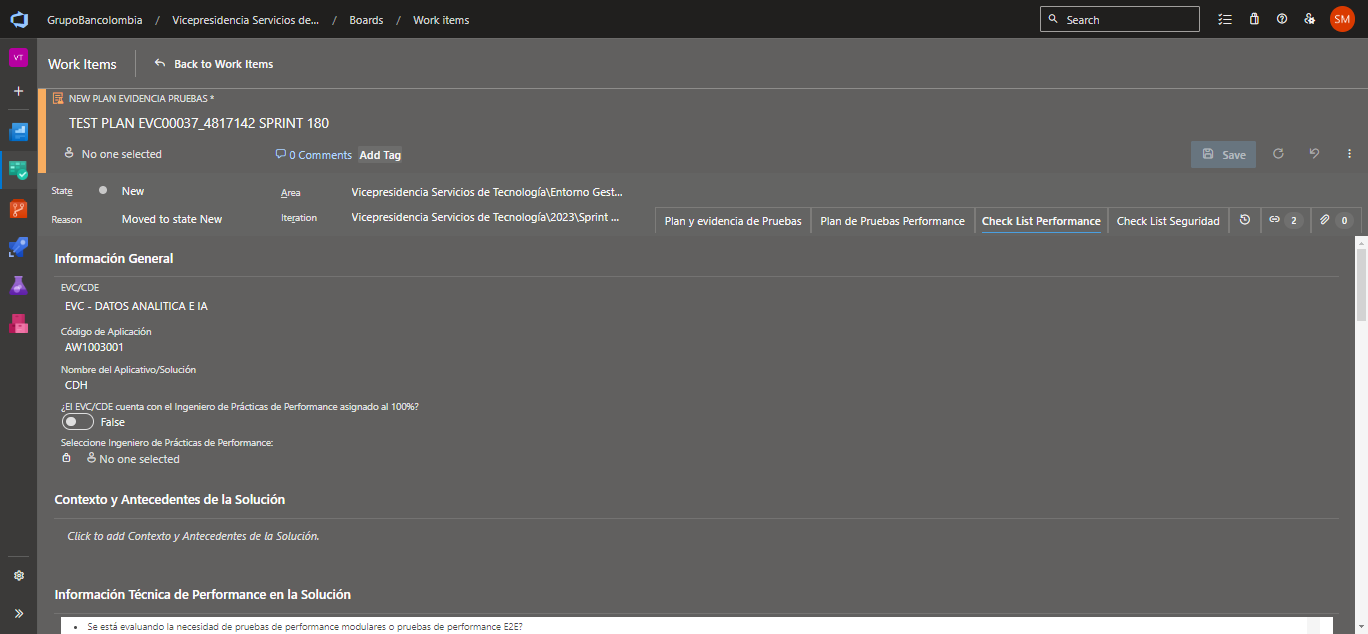 GrupoBancolombia / Vicepresidencia Servicios de... / Boards / Work items
Search
SM
VT
Work Items
Back to Work Items
NEW PLAN EVIDENCIA PRUEBAS *
TEST PLAN EVC00037_4817142 SPRINT 180
No one selected
0 Comments
Add Tag
Save
State
New
Area
Vicepresidencia Servicios de Tecnología\Entorno Gest...
Reason
Moved to state New
Iteration
Vicepresidencia Servicios de Tecnología\2023\Sprint ...
Plan y evidencia de Pruebas
Plan de Pruebas Performance
Check List Performance
Check List Seguridad
2
0
Información General
EVC/CDE
EVC - DATOS ANALITICA E IA
Código de Aplicación
AW1003001
Nombre del Aplicativo/Solución
CDH
¿El EVC/CDE cuenta con el Ingeniero de Prácticas de Performance asignado al 100%?
False
Seleccione Ingeniero de Prácticas de Performance:
No one selected
Contexto y Antecedentes de la Solución
Click to add Contexto y Antecedentes de la Solución.
Información Técnica de Performance en la Solución
• Se está evaluando la necesidad de pruebas de performance modulares o pruebas de performance E2E?